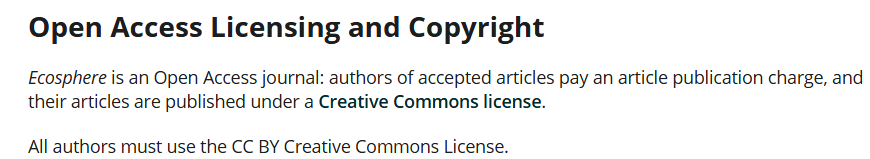 Open Access Licensing and Copyright
Ecosphere is an Open Access journal: authors of accepted articles pay an article publication charge, and
their articles are published under a Creative Commons license.
All authors must use the CC BY Creative Commons License.